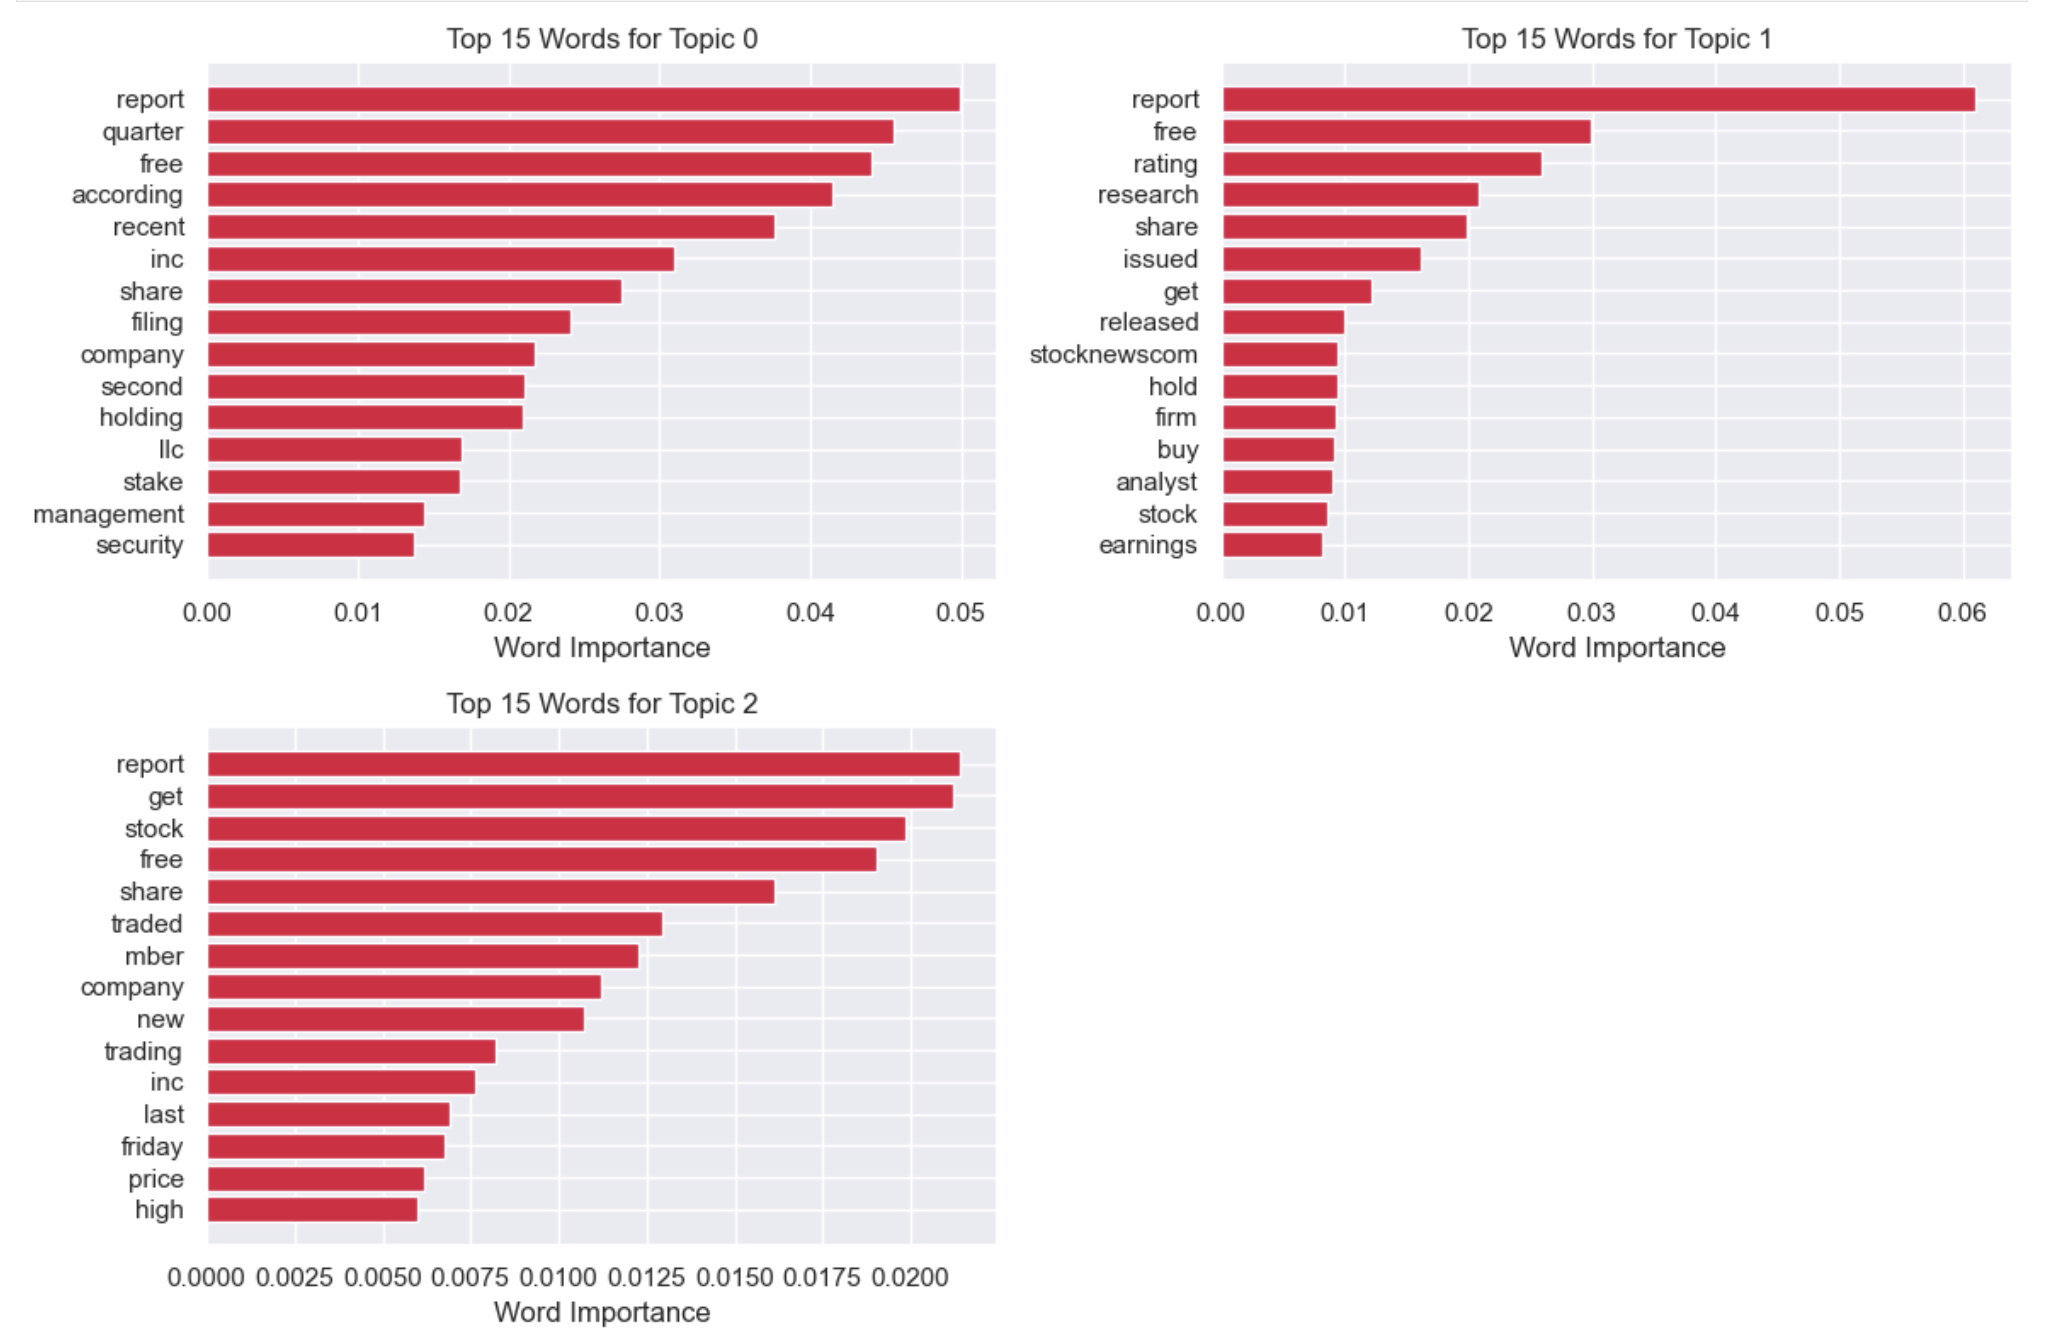 Top 15 Words for Topic 0
report
quarter
free
according
recent
inc
share
filing
company
second
holding
llc
stake
management
security
0.00 0.01 0.02 0.03 0.04 0.05
Word Importance
Top 15 Words for Topic 1
report
free
rating
research
share
issued
get
released
stocknewscom
hold
firm
buy
analyst
stock
earnings
0.00 0.01 0.02 0.03 0.04 0.05 0.06
Word Importance
Top 15 Words for Topic 2
report
get
stock
free
share
traded
mber
company
new
trading
inc
last
friday
price
high
0.0000 0.0025 0.0050 0.0075 0.0100 0.0125 0.0150 0.0175 0.0200
Word Importance